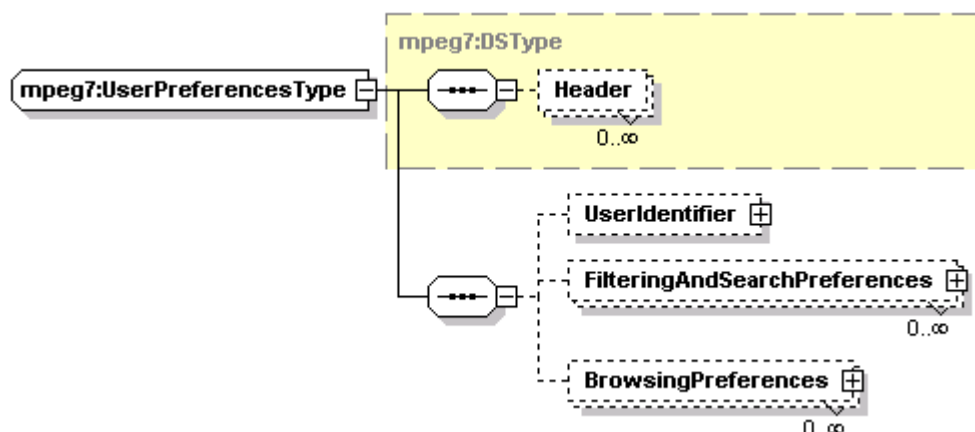 mpeg7:DSType
mpeg7:UserPreferencesType
Header
0..∞
UserIdentifier
FilteringAndSearchPreferences
0..∞
BrowsingPreferences
0..∞